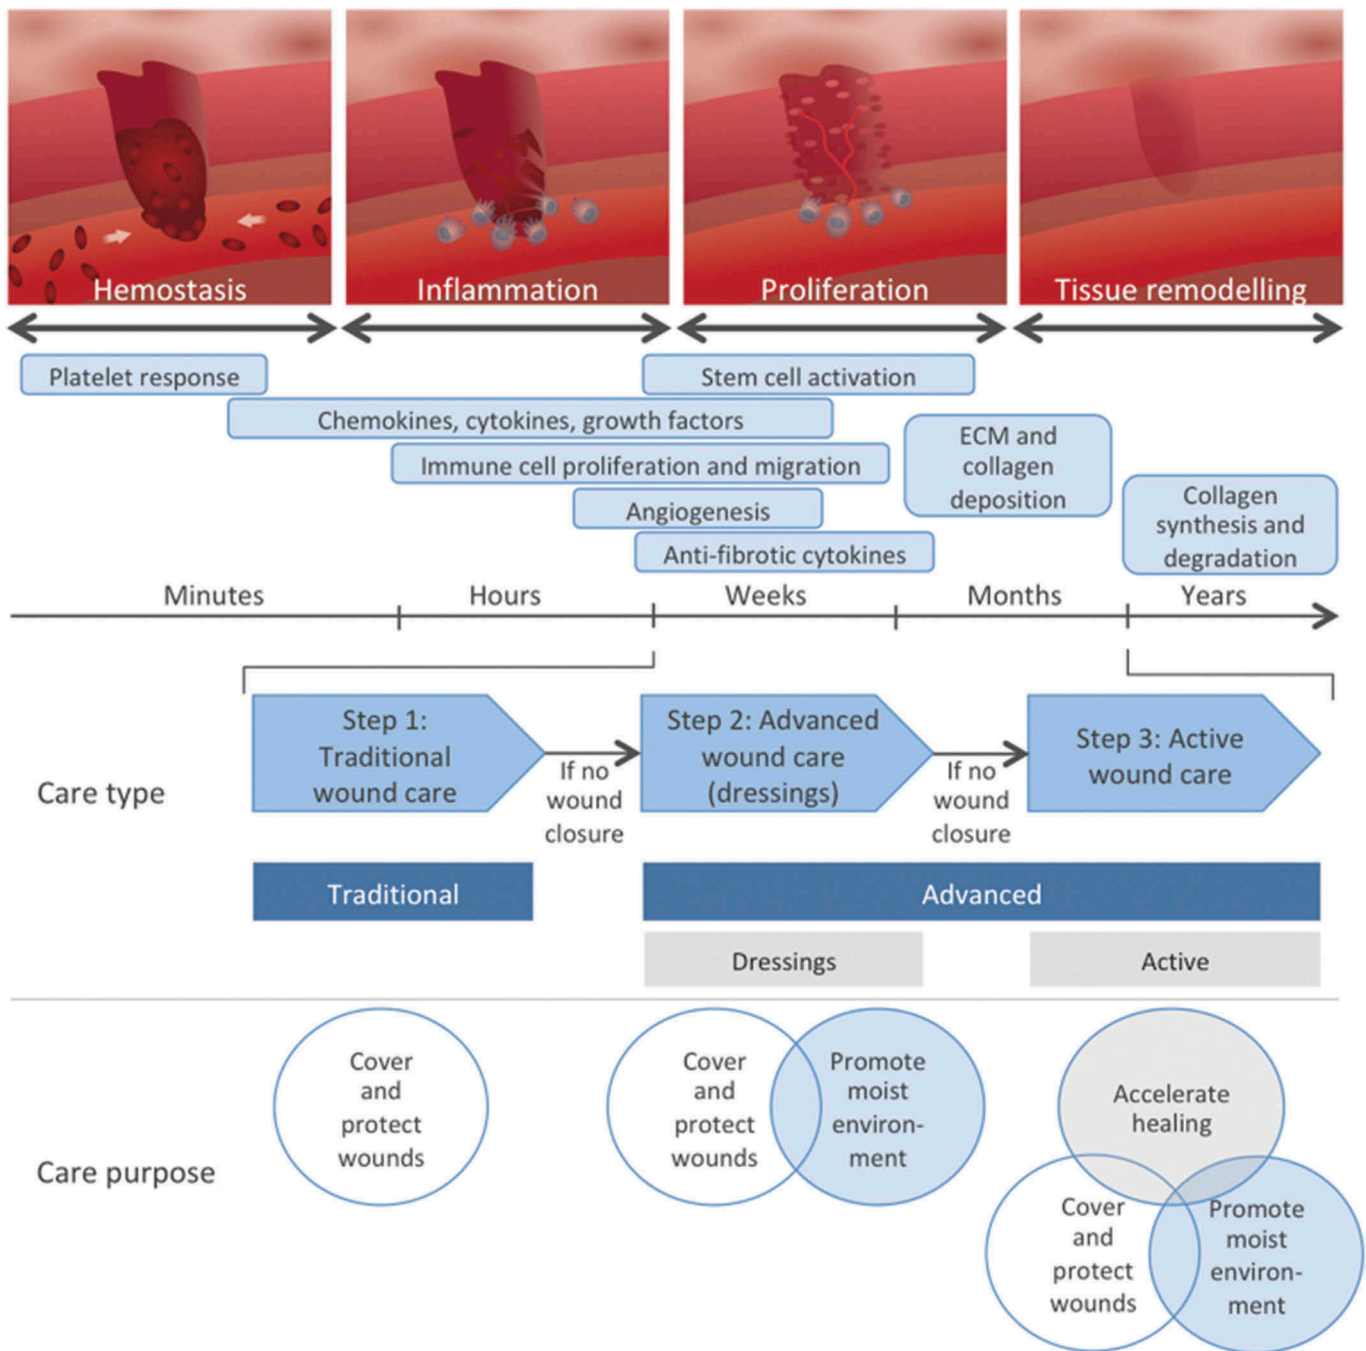 Hemostasis
Inflammation
Proliferation
Tissue remodelling
Platelet response
Stem cell activation
Chemokines, cytokines, growth factors
ECM and
collagen
deposition
Immune cell proliferation and migration
Collagen
synthesis and
degradation
Angiogenesis
Anti-fibrotic cytokines
Minutes
Hours
Weeks
Months
Years
Care type
Step 1:
Traditional
wound care
If no
wound
closure
Step 2: Advanced
wound care
(dressings)
If no
wound
closure
Step 3: Active
wound care
Traditional
Advanced
Dressings
Active
Care purpose
Cover
and
protect
wounds
Cover
and
protect
wounds
Promote
moist
environ-
ment
Accelerate
healing
Cover
and
protect
wounds
Promote
moist
environ-
ment